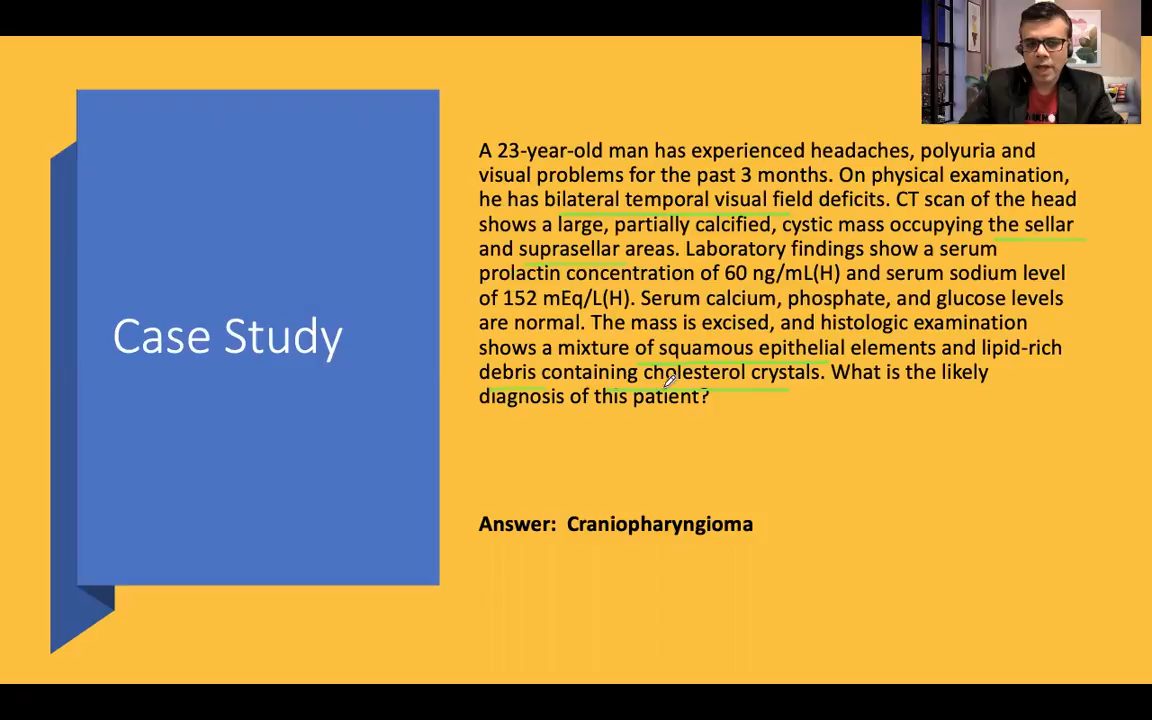 Case Study
A 23-year-old man has experienced headaches, polyuria and
visual problems for the past 3 months. On physical examination,
he has bilateral temporal visual field deficits. CT scan of the head
shows a large, partially calcified, cystic mass occupying the sellar
and suprasellar areas. Laboratory findings show a serum
prolactin concentration of 60 ng/mL(H) and serum sodium level
of 152 mEq/L(H). Serum calcium, phosphate, and glucose levels
are normal. The mass is excised, and histologic examination
shows a mixture of squamous epithelial elements and lipid-rich
debris containing cholesterol crystals. What is the likely
diagnosis of this patient?
Answer: Craniopharyngioma